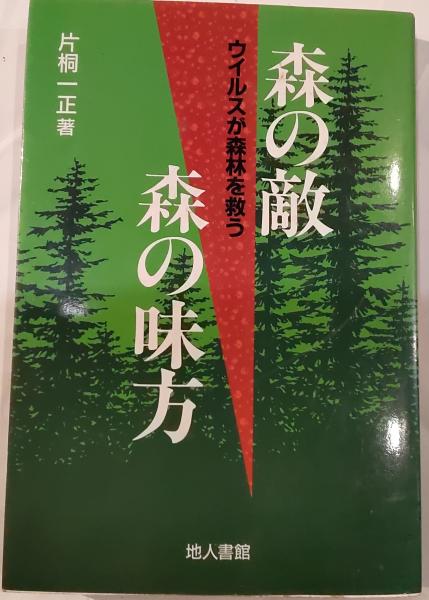 森の敵
ウイルスが森林を救う
森の味方
片桐一正著
地人書館